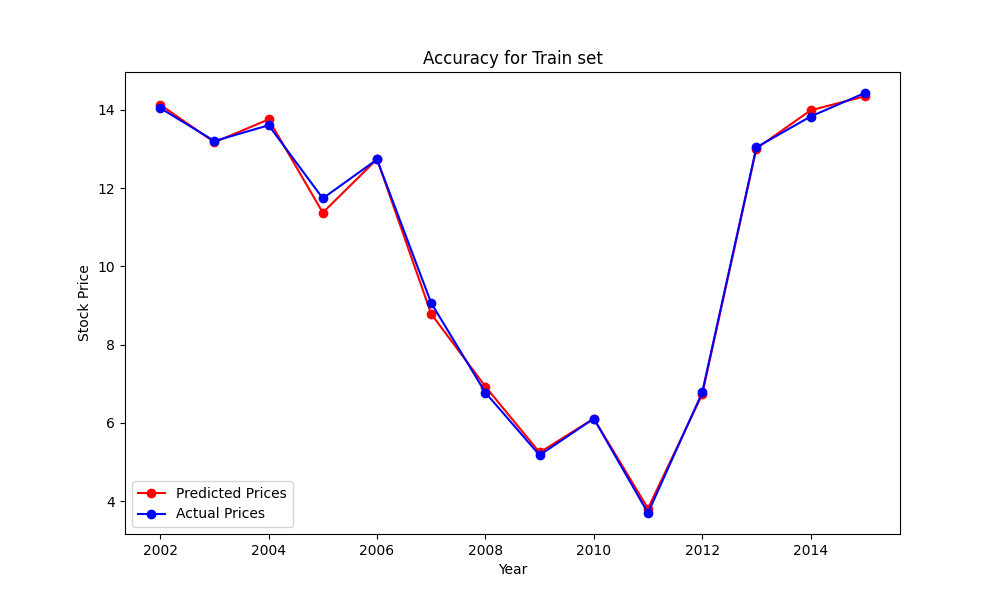 Accuracy for Train set
Stock Price
14
12
10
8
6
4
Predicted Prices
Actual Prices
2002 2004 2006 2008 2010 2012 2014
Year